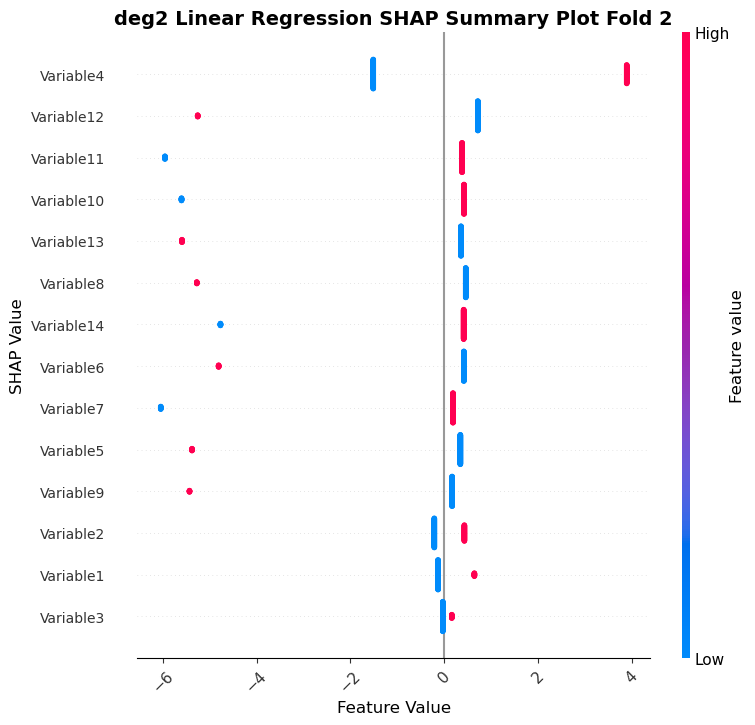 deg2 Linear Regression SHAP Summary Plot Fold 2
High
Variable4
Variable12
Variable11
Variable10
Variable13
Variable8
Variable14
Variable6
Variable7
Variable5
Variable9
Variable2
Variable1
Variable3
SHAP Value
Feature value
Low
−6
−4
−2
0
2
4
Feature Value